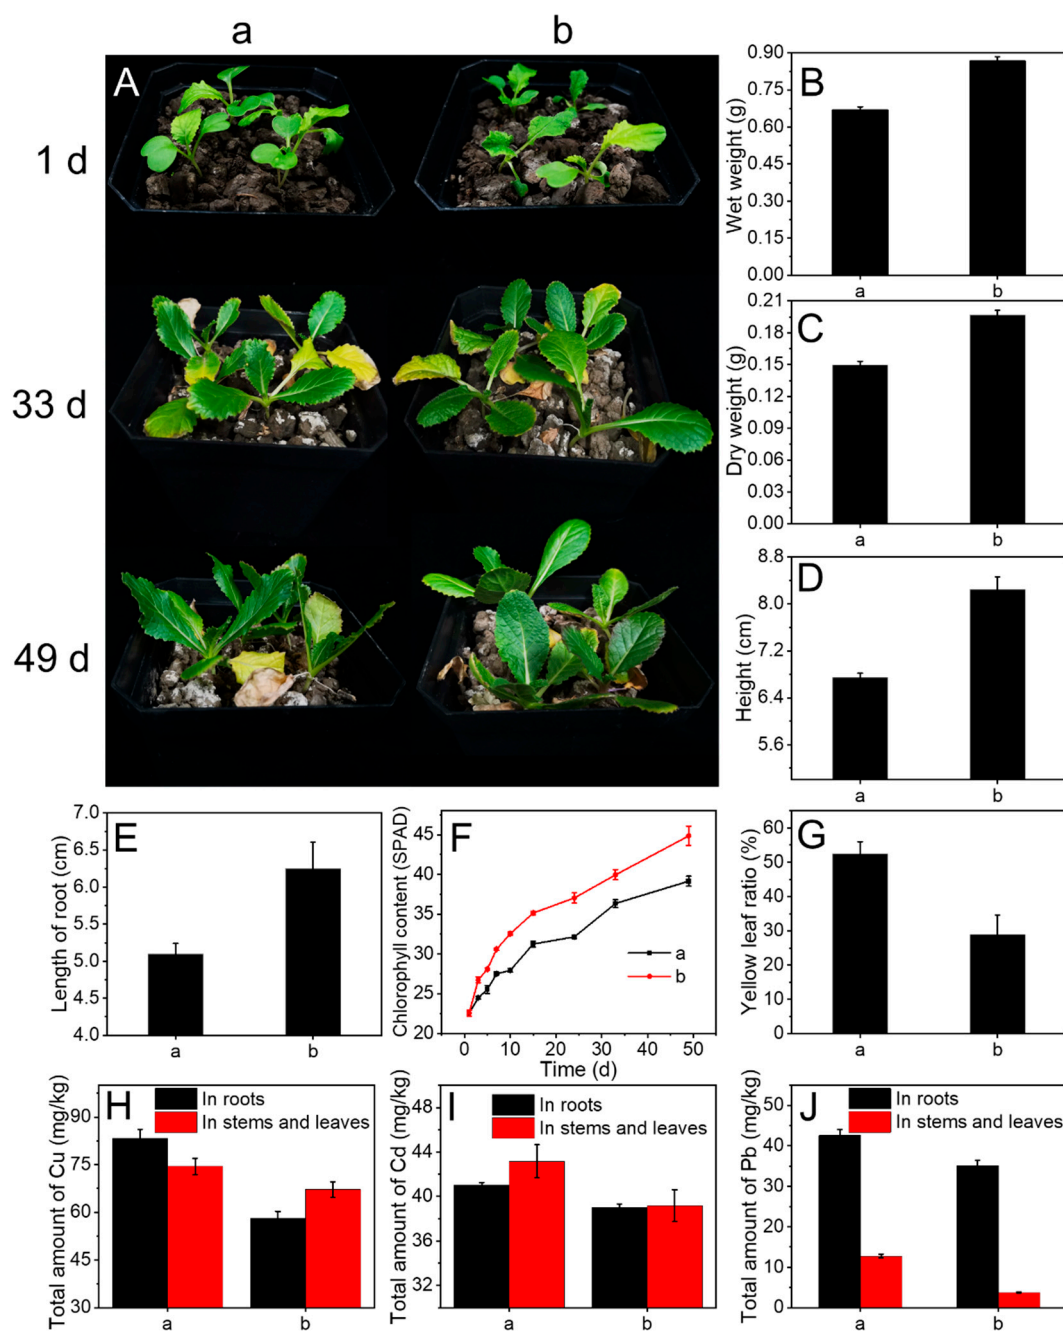 a
b
A
1 d
33 d
49 d
B
Wet weight (g)
0.90
0.75
0.60
0.45
0.30
0.15
0.00
a
b
C
Dry weight (g)
0.21
0.18
0.15
0.12
0.09
0.06
0.03
0.00
a
b
D
Height (cm)
8.8
8.0
7.2
6.4
5.6
a
b
E
Length of root (cm)
7.0
6.5
6.0
5.5
5.0
4.5
4.0
a
b
F
Chlorophyll content (SPAD)
45
40
35
30
25
20
a
b
0
10
20
30
40
50
Time (d)
G
Yellow leaf ratio (%)
60
50
40
30
20
10
0
a
b
H
In roots
In stems and leaves
Total amount of Cu (mg/kg)
90
75
60
45
30
a
b
I
In roots
In stems and leaves
Total amount of Cd (mg/kg)
48
44
40
36
32
a
b
J
In roots
In stems and leaves
Total amount of Pb (mg/kg)
50
40
30
20
10
0
a
b